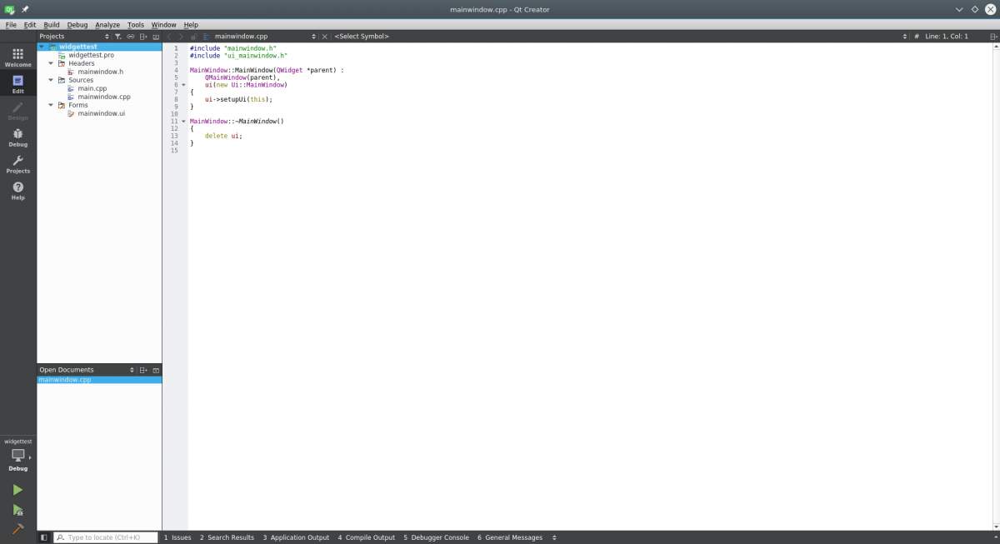 mainwindow.cpp - Qt Creator
File Edit Build Debug Analyze Tools Window Help
Projects
mainwindow.cpp
<Select Symbol>
# Line: 1, Col: 1
Welcome
Edit
Design
Debug
Projects
Help
widgettest
widgettest.pro
Headers
mainwindow.h
Sources
main.cpp
mainwindow.cpp
Forms
mainwindow.ui
1 #include "mainwindow.h"
2 #include "ui_mainwindow.h"
3
4 MainWindow::MainWindow(QWidget *parent) :
5 QMainWindow(parent),
6 ui(new Ui::MainWindow)
7 {
8 ui->setupUi(this);
9 }
10
11 MainWindow::~MainWindow()
12 {
13 delete ui;
14 }
15
Open Documents
mainwindow.cpp
widgettest
Debug
Type to locate (Ctrl+K)
1 Issues 2 Search Results 3 Application Output 4 Compile Output 5 Debugger Console 6 General Messages